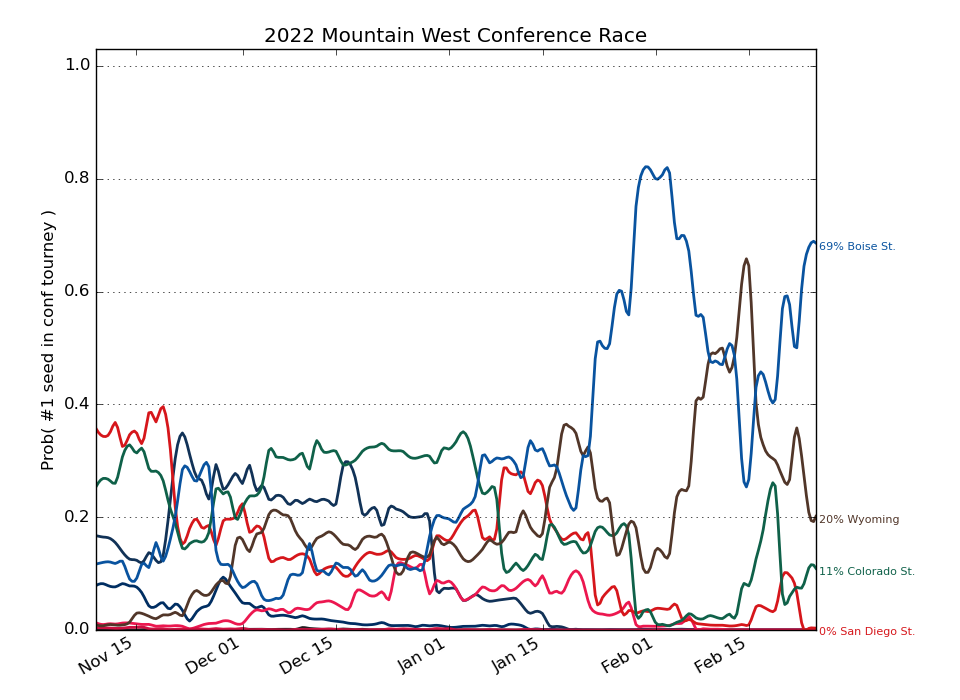 2022 Mountain West Conference Race
Prob( #1 seed in conf tourney )
1.0
0.8
0.6
0.4
0.2
0.0
Nov 15
Dec 01
Dec 15
Jan 01
Jan 15
Feb 01
Feb 15
69% Boise St.
20% Wyoming
11% Colorado St.
0% San Diego St.